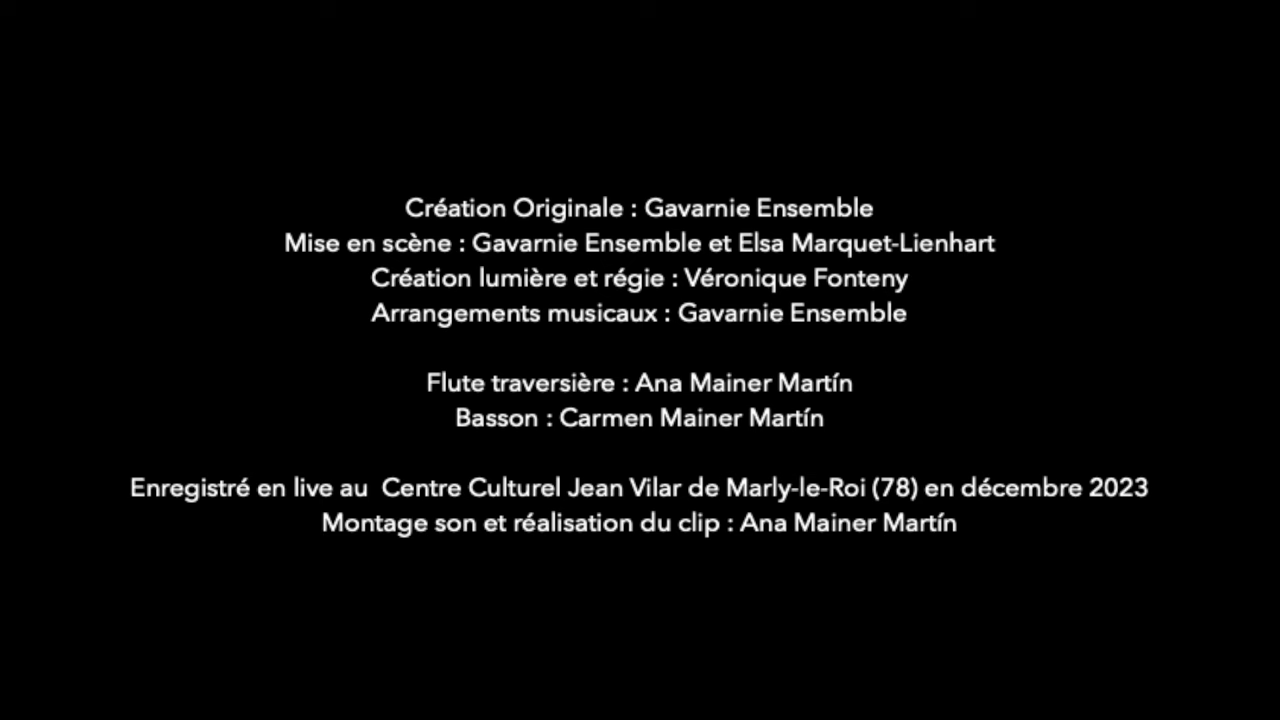 Création Originale : Gavarnie Ensemble
Mise en scène : Gavarnie Ensemble et Elsa Marquet-Lienhart
Création lumière et régie : Véronique Fonteny
Arrangements musicaux : Gavarnie Ensemble
Flute traversière : Ana Mainer Martín
Basson : Carmen Mainer Martín
Enregistré en live au  Centre Culturel Jean Vilar de Marly-le-Roi (78) en décembre 2023
Montage son et réalisation du clip : Ana Mainer Martín